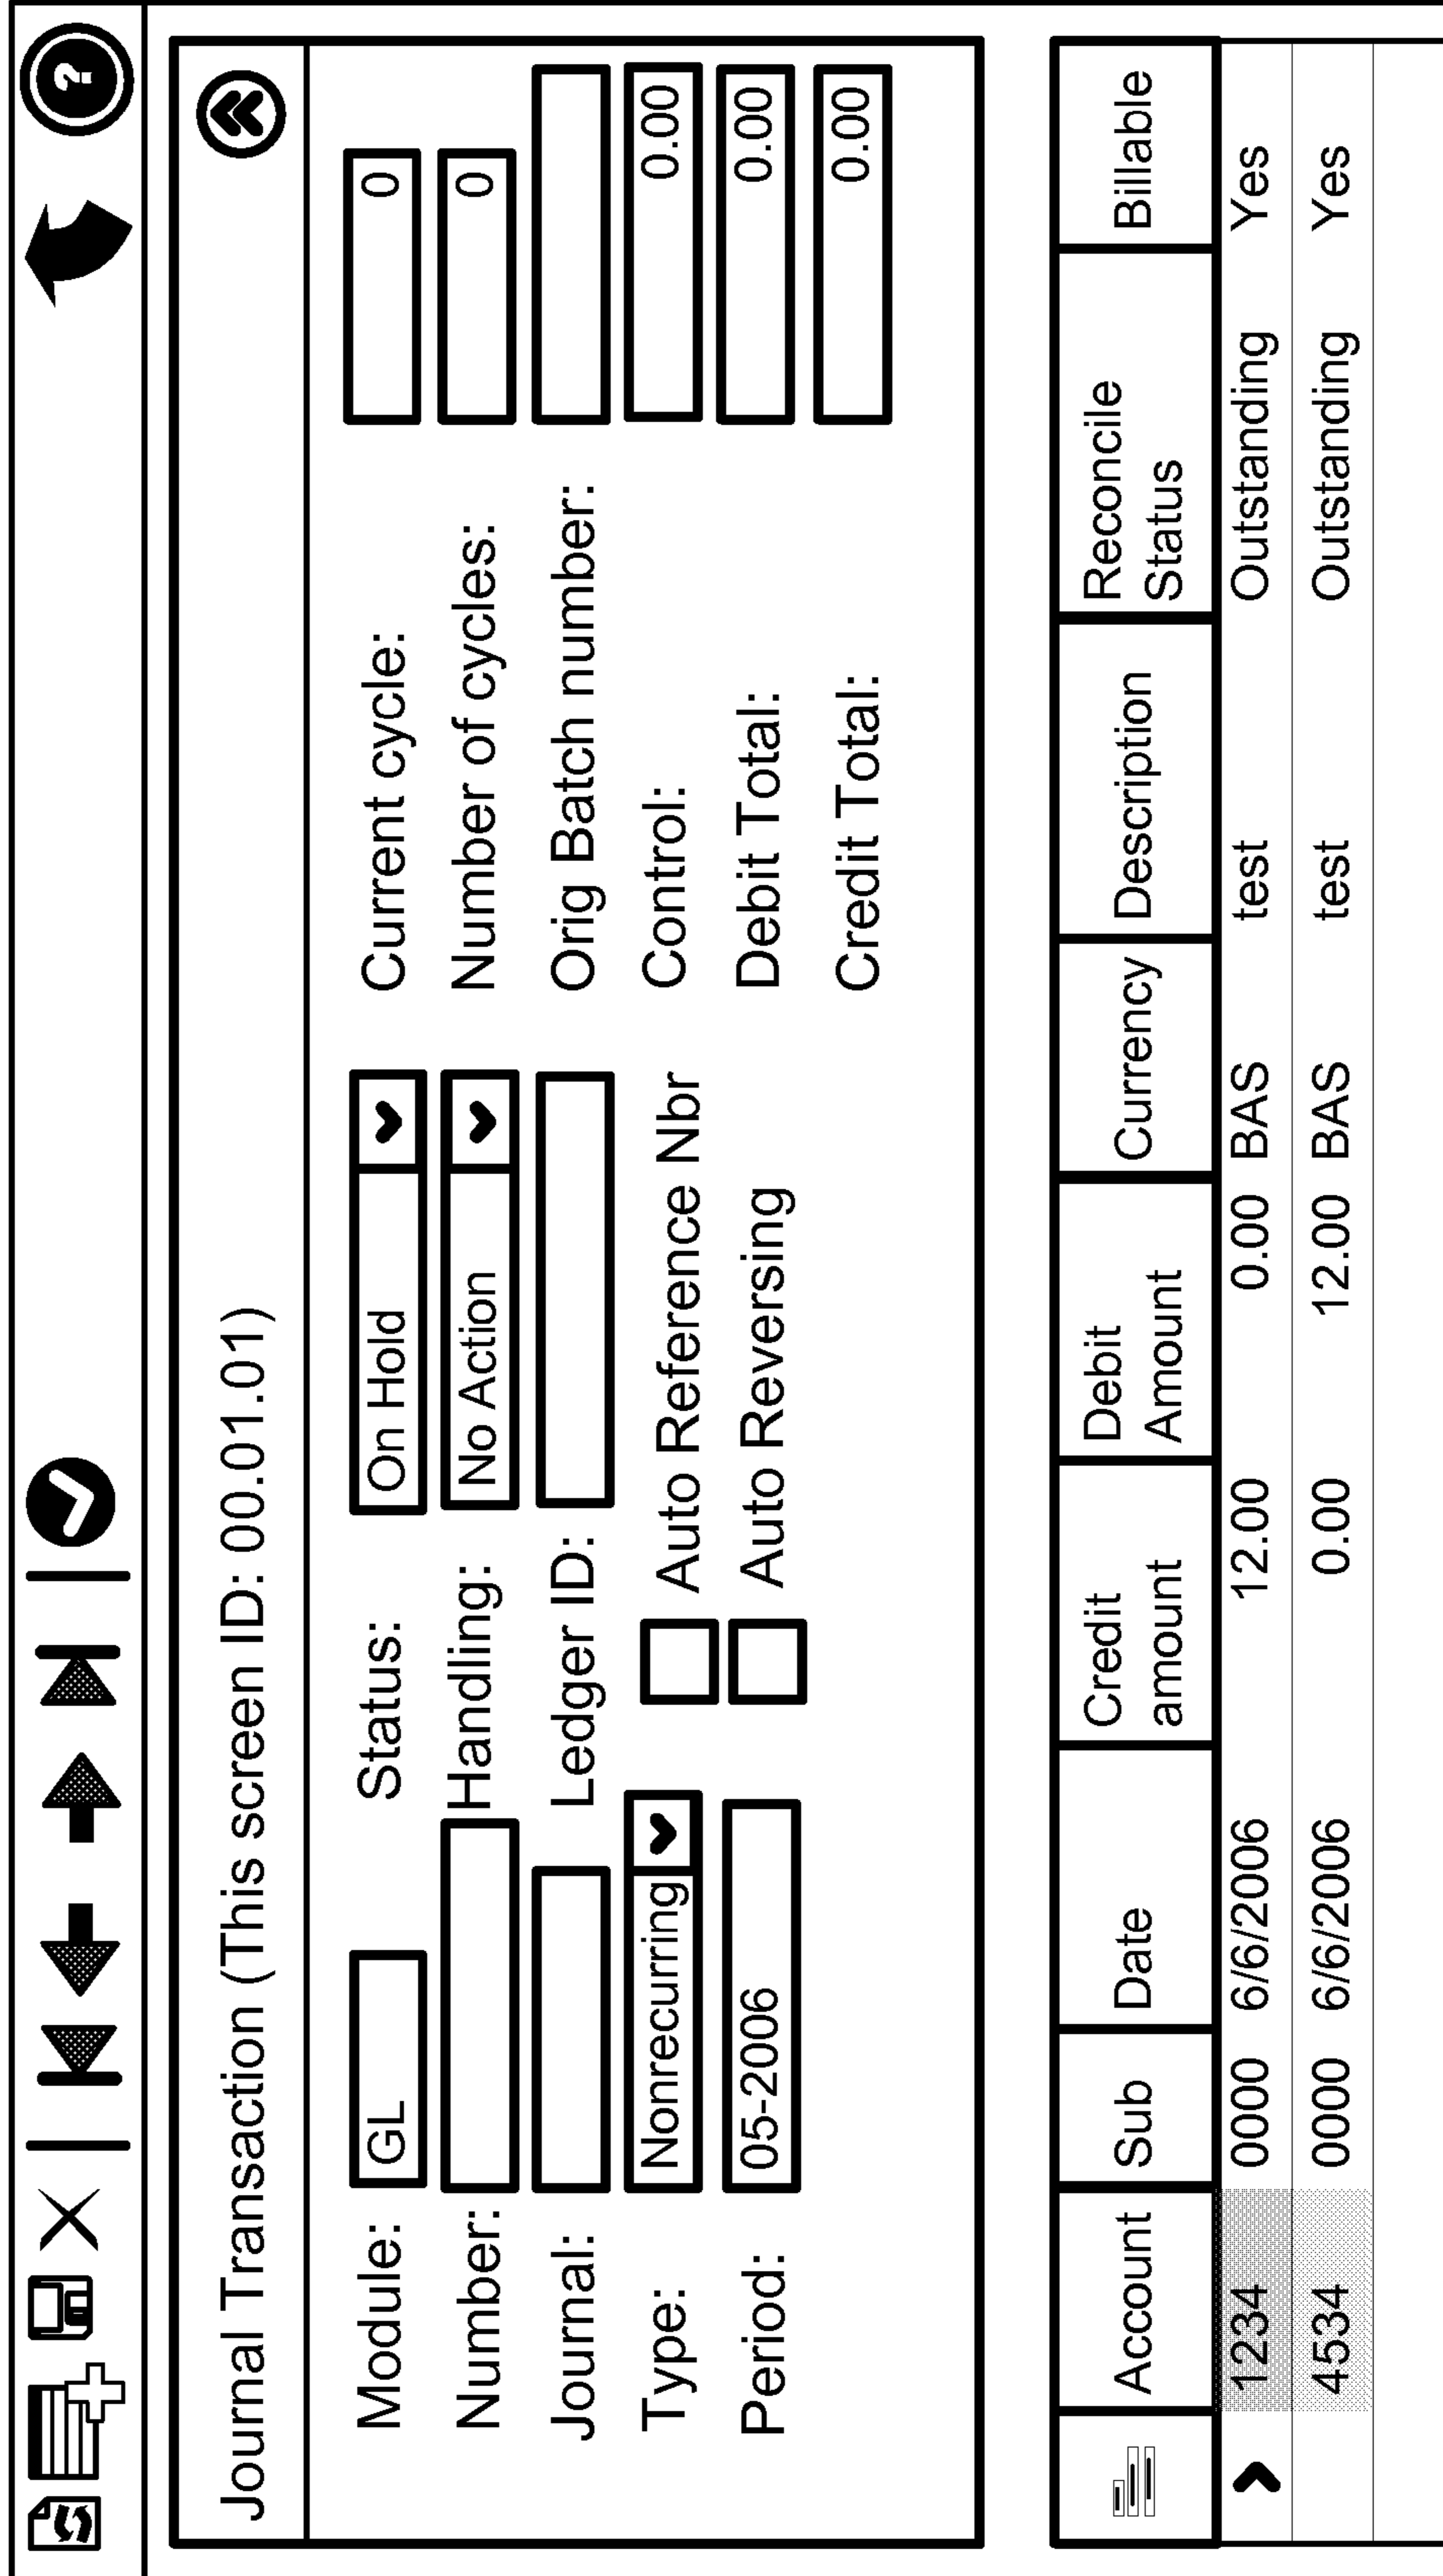 ?
Journal Transaction (This screen ID: 00.01.01)
Module: GL Status: On Hold Current cycle: 0
Number: Handling: No Action Number of cycles: 0
Journal: Ledger ID: Orig Batch number:
Type: Nonrecurring Auto Reference Nbr Control: 0.00
Period: 05-2006 Auto Reversing Debit Total: 0.00
Credit Total: 0.00
Account Sub Date Credit amount Debit Amount Currency Description Reconcile Status Billable
1234 0000 6/6/2006 12.00 0.00 BAS test Outstanding Yes
4534 0000 6/6/2006 0.00 12.00 BAS test Outstanding Yes